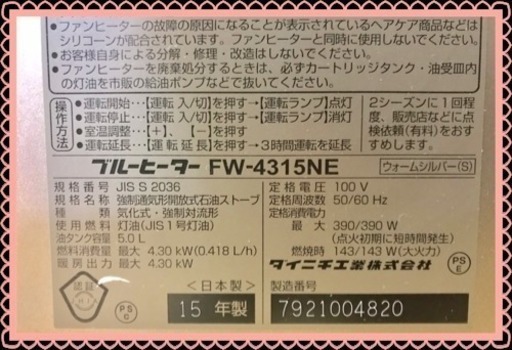 ●ファンヒーターの故障の原因になることが表示されているヘアケア商品などは
シリコーンが配合されています。ファンヒーターと同時に使用しないでください。
●お客様自身による分解・修理・改造はしないでください。
●ファンヒーターを廃棄処分するときは、必ずカートリッジタンク・油受皿内
の灯油を市販の給油ポンプなどで抜いてください。
操作方法
●運転開始…【運転 入/切】を押す→【運転ランプ】点灯
●運転停止…【運転 入/切】を押す→【運転ランプ】消灯
●室温調整…【+】、【-】を押す
●運転延長…【運転延長】を押す→3時間運転を延長
2シーズンに1回程
度、販売店などに点
検依頼(有料)をおす
すめします。
ブルーヒーター FW-4315NE ウォームシルバー(S)
規格番号 JIS S 2036
規格名称 強制通気形開放式石油ストーブ
種類 気化式・強制対流形
使用燃料 灯油(JIS 1号灯油)
油タンク容量 5.0 L
燃料消費量 最大 4.30 kW(0.418 L/h)
暖房出力 最大 4.30 kW
定格電圧 100 V
定格周波数 50/60 Hz
定格消費電力
最大 390/390 W
(点火初期に短時間発生)
燃焼時 143/143 W(大火力)
ダイニチ工業株式会社
PS
E
認証
JHIA
PS
C
<日本製>
15 年製
製造番号
7921004820